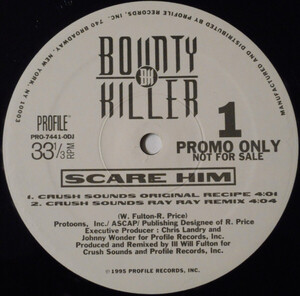 MANUFACTURED AND DISTRIBUTED BY PROFILE RECORDS, INC. 740 BROADWAY, NEW YORK, NY 10003
BOUNTY
KILLER
PROFILE
PRO-7441-DDJ
33 1/3 RPM
1
PROMO ONLY
NOT FOR SALE
SCARE HIM
1. CRUSH SOUNDS ORIGINAL RECIPE 4:01
2. CRUSH SOUNDS RAY RAY REMIX 4:04
(W. Fulton-R. Price)
Protoons, Inc./ ASCAP/ Publishing Designee of R. Price
Executive Producer : Chris Landry and
Johnny Wonder for Profile Records, Inc.
Produced and Remixed by Ill Will Fulton for
Crush Sounds and Profile Records, Inc.
© 1995 PROFILE RECORDS, INC.